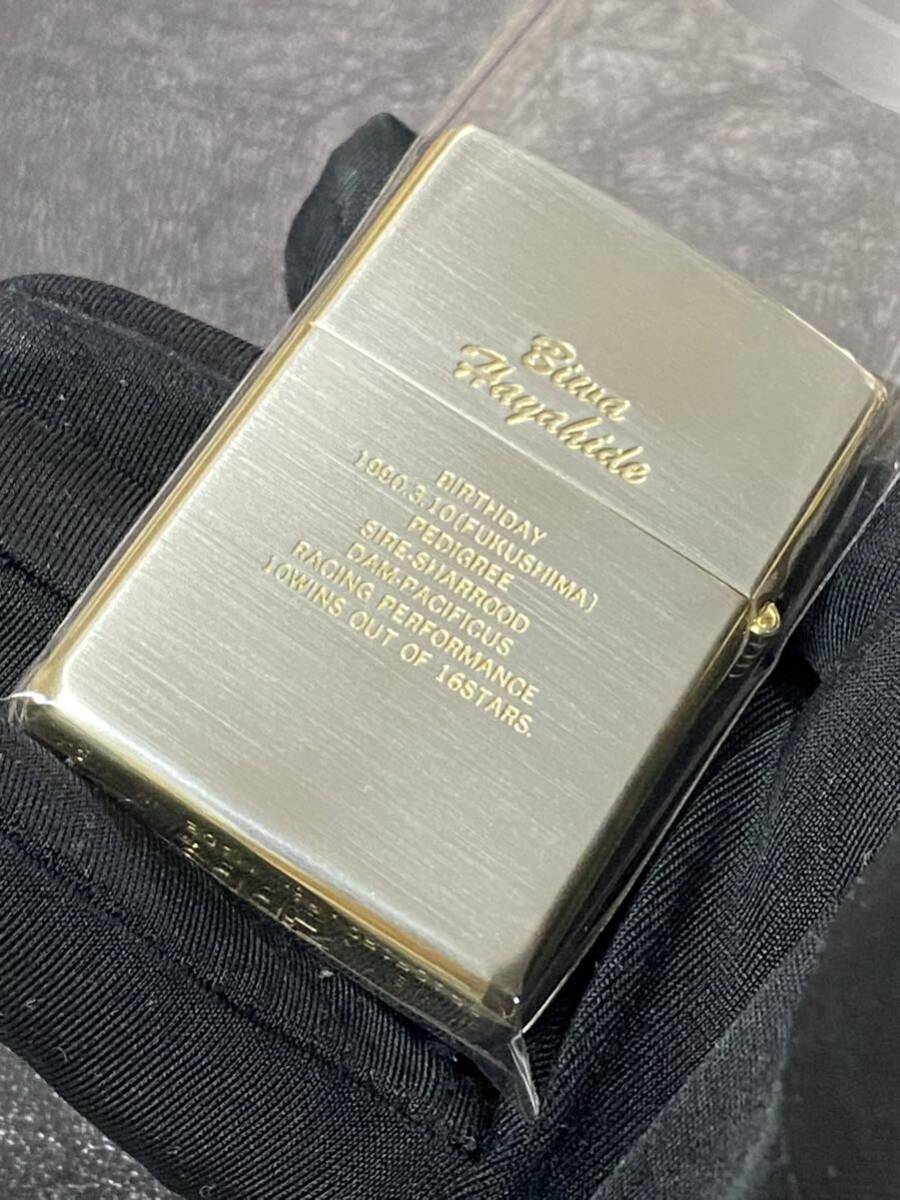 Biwa
Hayahide
BIRTHDAY
1990.3.10(FUKUSHIMA)
PEDIGREE
SIRE-SHARROOD
DAM-PACIFICUS
RACING PERFORMANCE
10WINS OUT OF 16STARS.